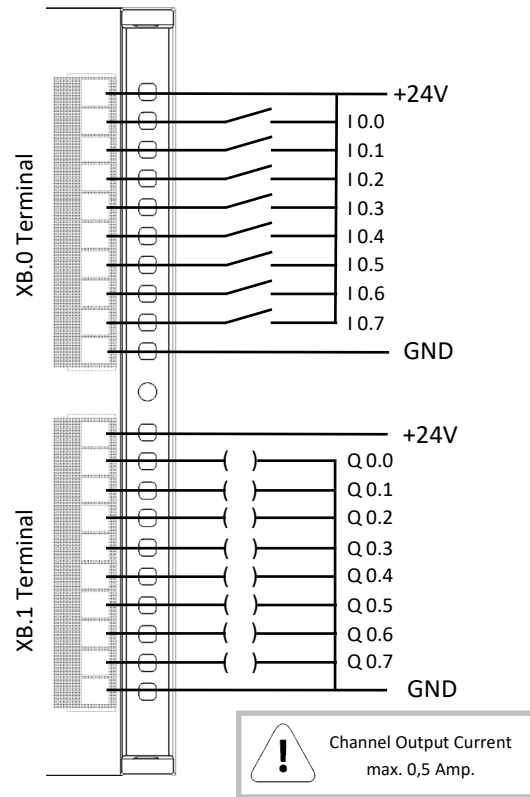 XB.0 Terminal
+24V
I 0.0
I 0.1
I 0.2
I 0.3
I 0.4
I 0.5
I 0.6
I 0.7
GND
XB.1 Terminal
+24V
Q 0.0
Q 0.1
Q 0.2
Q 0.3
Q 0.4
Q 0.5
Q 0.6
Q 0.7
GND
!
Channel Output Current
max. 0,5 Amp.